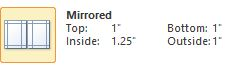 Mirrored
Top: 1" Bottom: 1"
Inside: 1.25" Outside: 1"